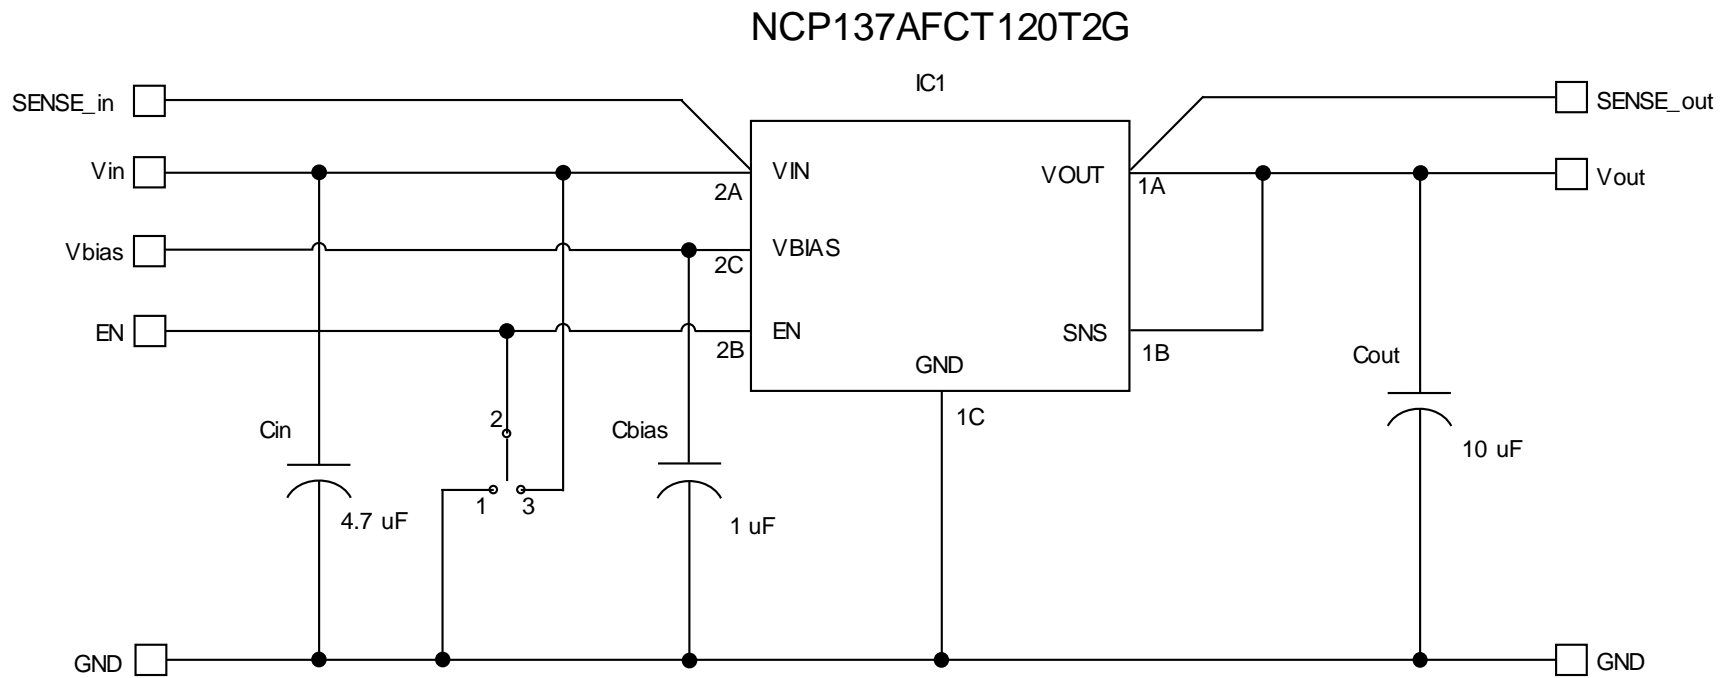 NCP137AFCT120T2G
IC1
SENSE_in
SENSE_out
Vin
VIN
2A
VOUT
1A
Vout
Vbias
VBIAS
2C
EN
EN
2B
SNS
1B
GND
1C
Cout
10 uF
Cin
4.7 uF
2
1
3
Cbias
1 uF
GND
GND